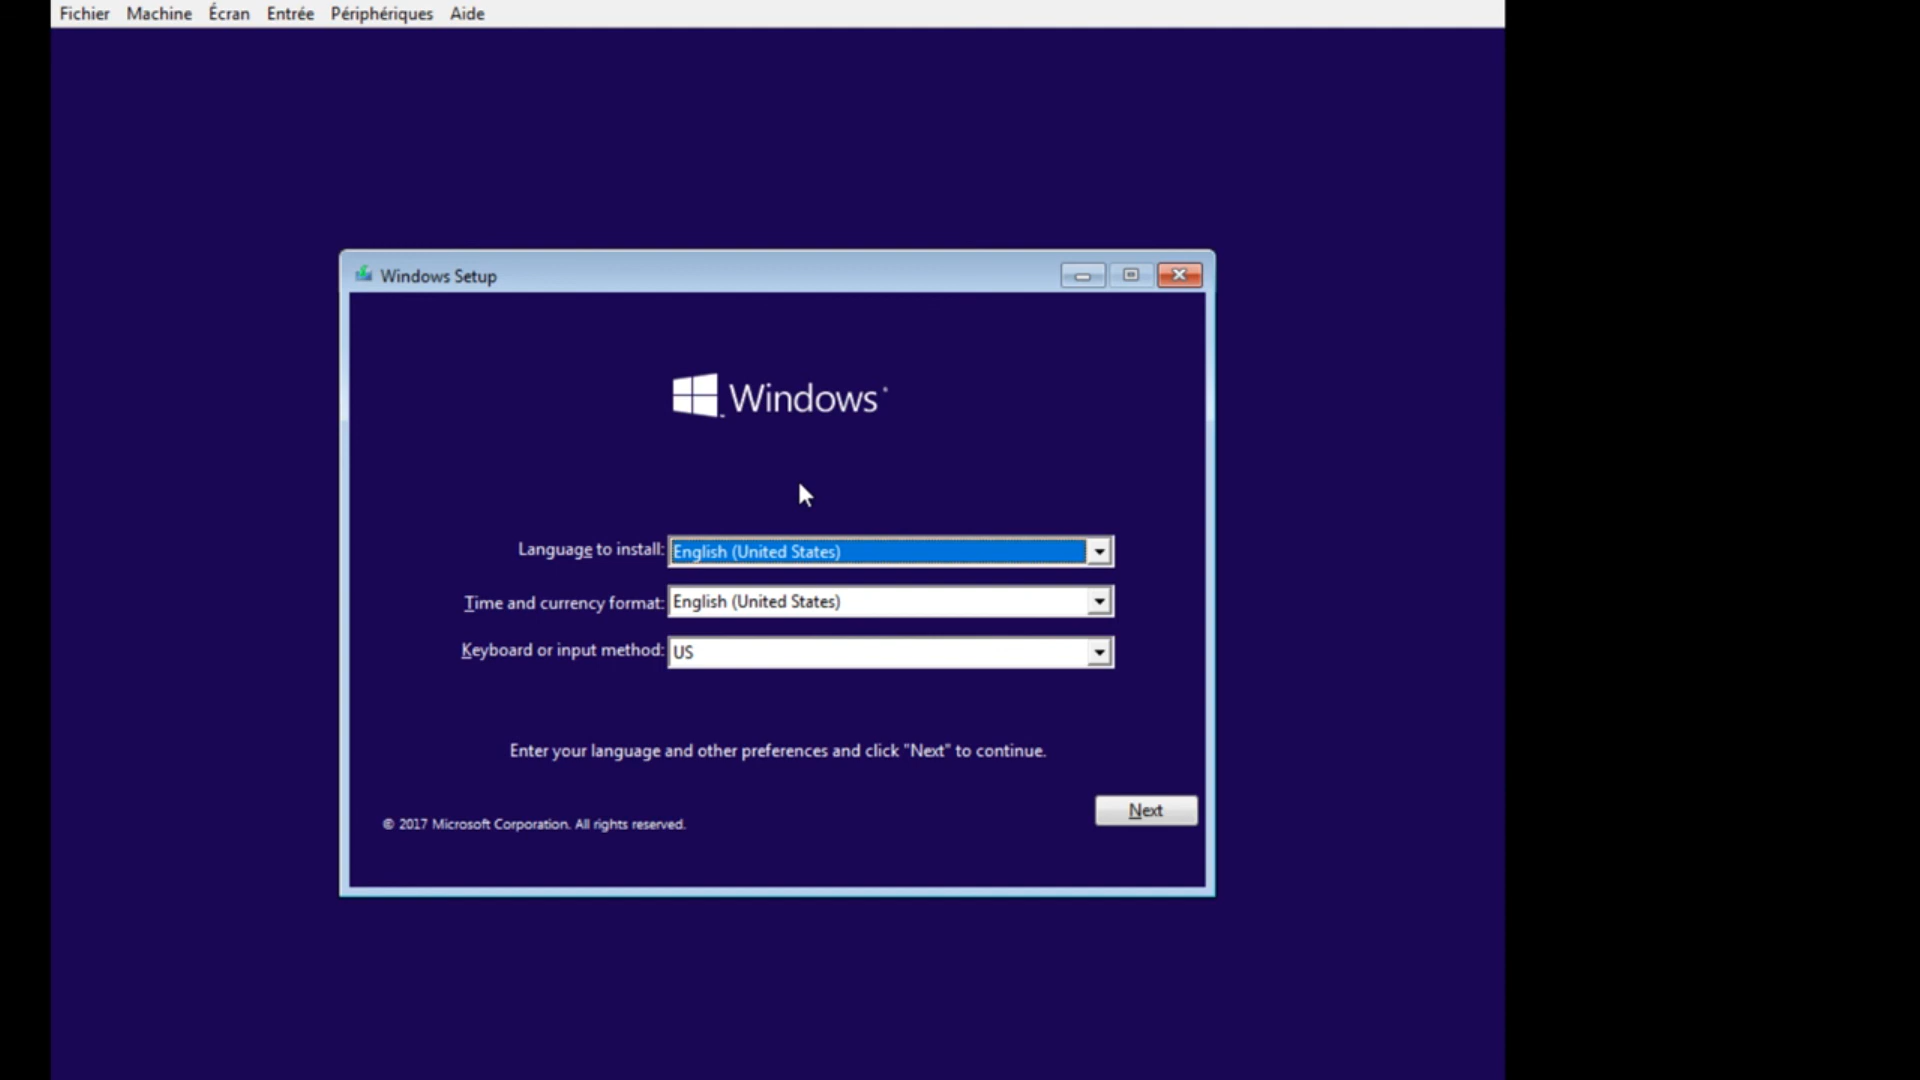 Fichier Machine Écran Entrée Périphériques Aide
Windows Setup
Windows
Language to install: English (United States)
Time and currency format: English (United States)
Keyboard or input method: US
Enter your language and other preferences and click "Next" to continue.
Next
© 2017 Microsoft Corporation. All rights reserved.